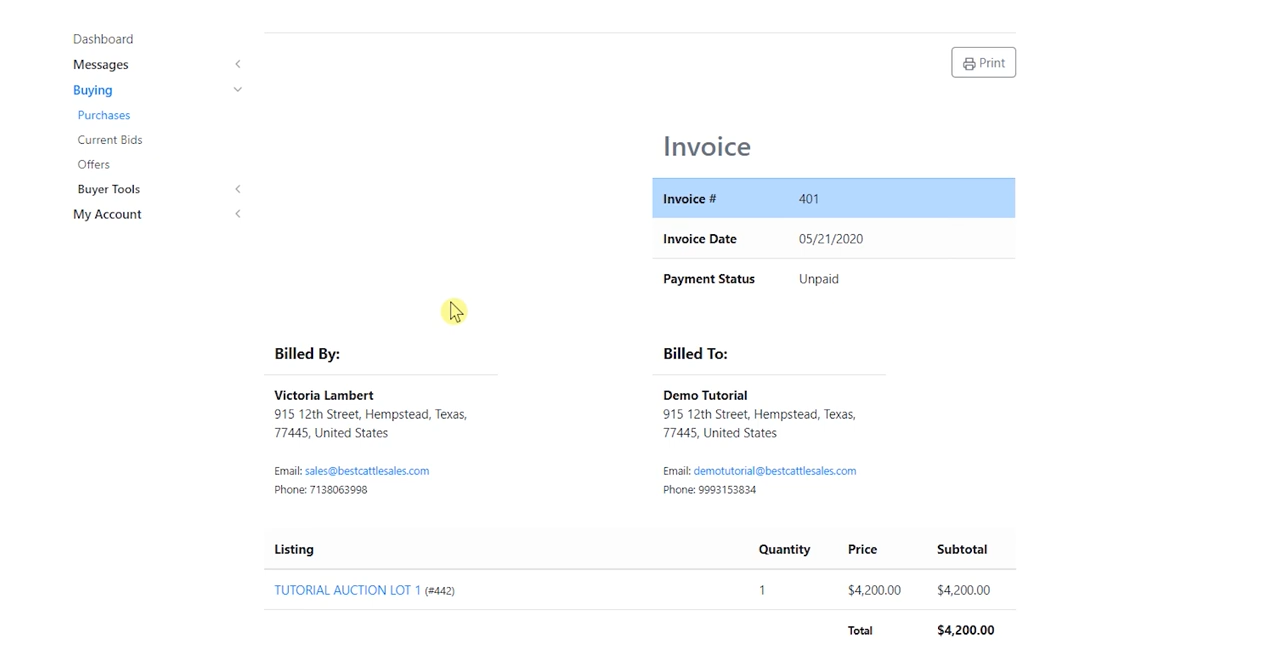 Dashboard
Messages
Buying
Purchases
Current Bids
Offers
Buyer Tools
My Account
Print
Invoice
Invoice # 401
Invoice Date 05/21/2020
Payment Status Unpaid
Billed By:
Victoria Lambert
915 12th Street, Hempstead, Texas,
77445, United States
Email: sales@bestcattlesales.com
Phone: 7138063998
Billed To:
Demo Tutorial
915 12th Street, Hempstead, Texas,
77445, United States
Email: demotutorial@bestcattlesales.com
Phone: 9993153834
Listing Quantity Price Subtotal
TUTORIAL AUCTION LOT 1 (#442) 1 $4,200.00 $4,200.00
Total $4,200.00